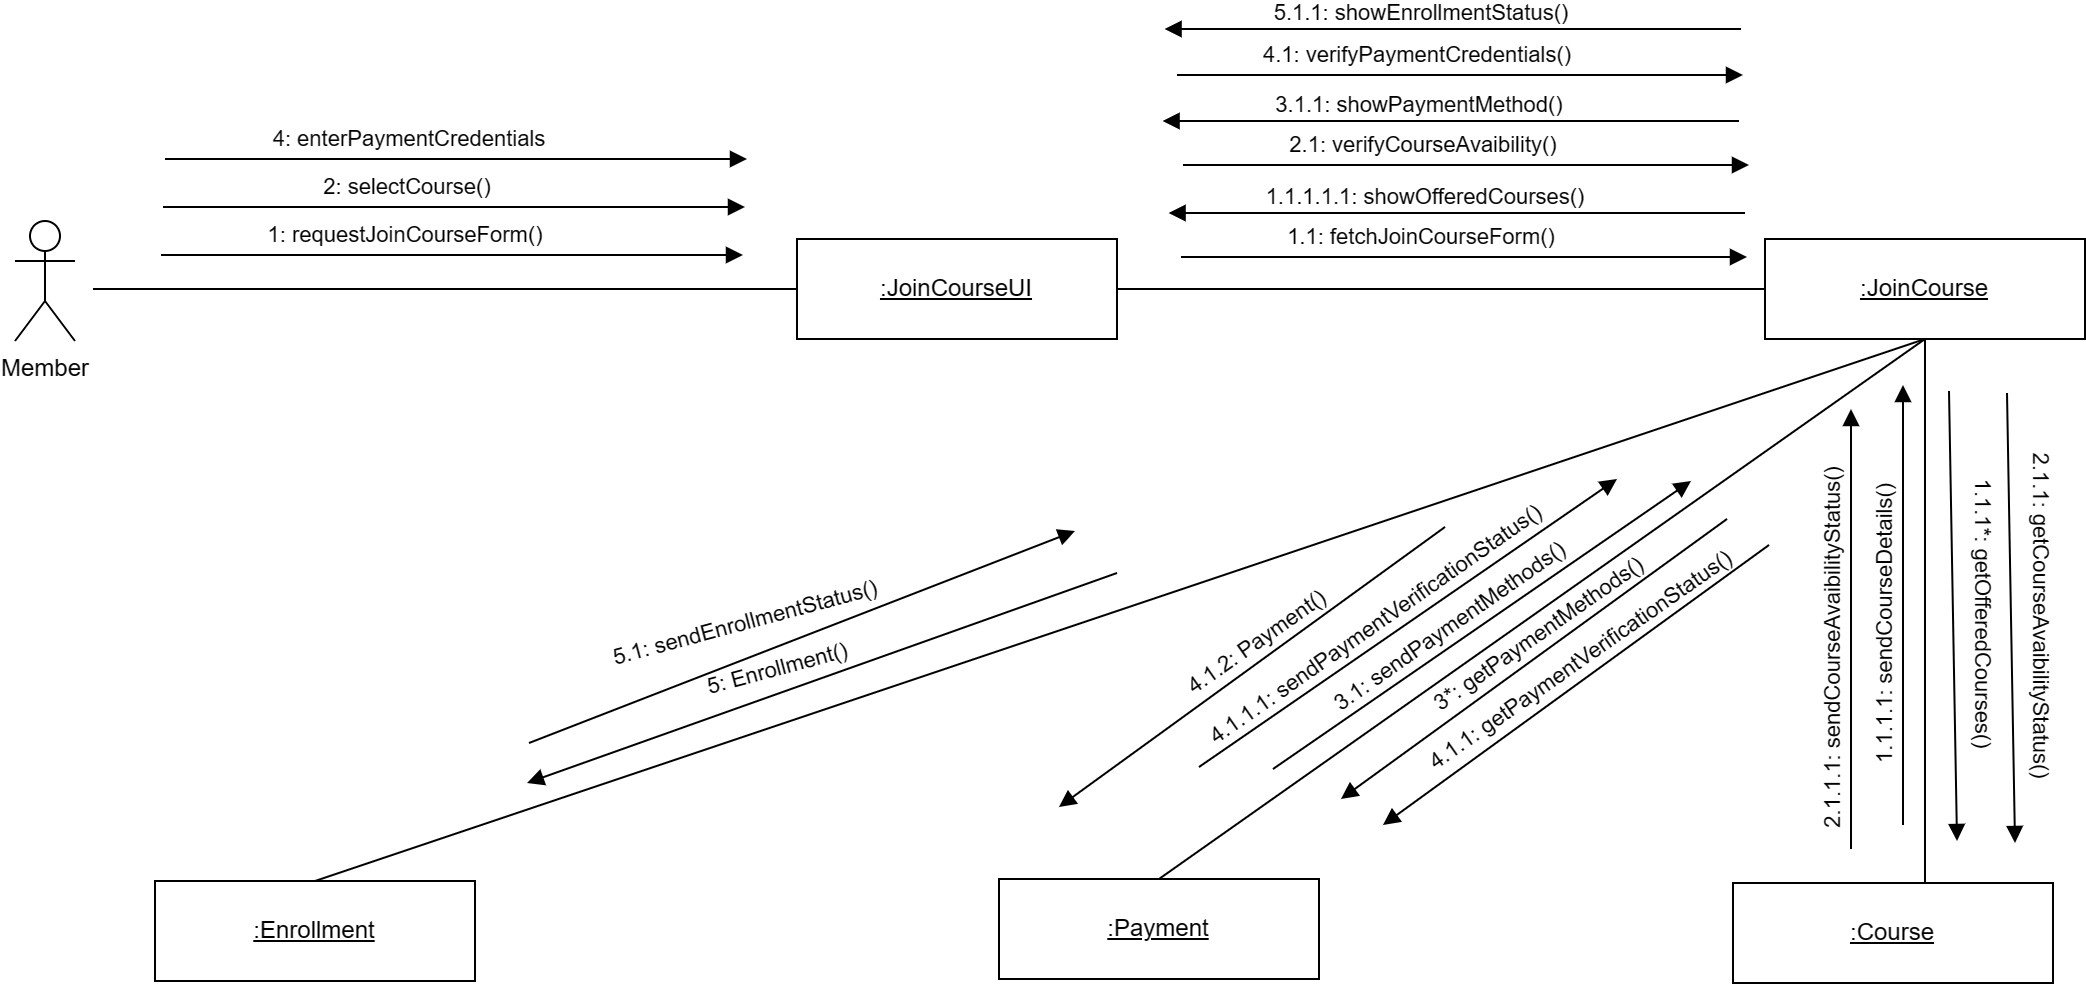 5.1.1: showEnrollmentStatus()
4.1: verifyPaymentCredentials()
3.1.1: showPaymentMethod()
4: enterPaymentCredentials
2.1: verifyCourseAvaibility()
2: selectCourse()
1.1.1.1.1: showOfferedCourses()
1: requestJoinCourseForm()
1.1: fetchJoinCourseForm()
:JoinCourseUI
:JoinCourse
Member
5.1: sendEnrollmentStatus()
5: Enrollment()
4.1.2: Payment()
4.1.1.1: sendPaymentVerificationStatus()
3.1: sendPaymentMethods()
3*: getPaymentMethods()
4.1.1: getPaymentVerificationStatus()
2.1.1.1: sendCourseAvaibilityStatus()
1.1.1.1: sendCourseDetails()
1.1.1*: getOfferedCourses()
2.1.1: getCourseAvaibilityStatus()
:Enrollment
:Payment
:Course